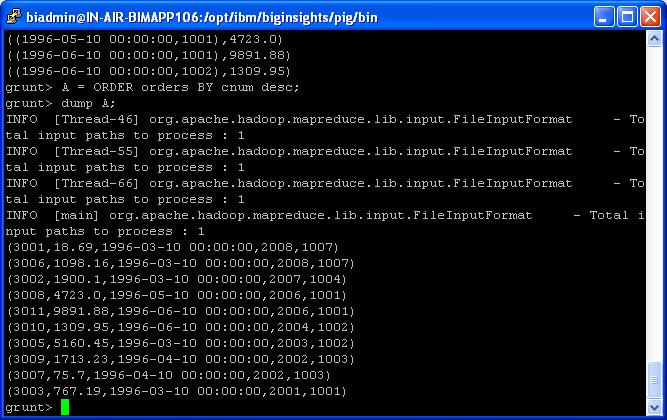 biadmin@IN-AIR-BIMAPP106:/opt/ibm/biginsights/pig/bin
((1996-05-10 00:00:00,1001),4723.0)
((1996-06-10 00:00:00,1001),9891.88)
((1996-06-10 00:00:00,1002),1309.95)
grunt> A = ORDER orders BY cnum desc;
grunt> dump A;
INFO  [Thread-46] org.apache.hadoop.mapreduce.lib.input.FileInputFormat     - To
tal input paths to process : 1
INFO  [Thread-55] org.apache.hadoop.mapreduce.lib.input.FileInputFormat     - To
tal input paths to process : 1
INFO  [Thread-66] org.apache.hadoop.mapreduce.lib.input.FileInputFormat     - To
tal input paths to process : 1
INFO  [main] org.apache.hadoop.mapreduce.lib.input.FileInputFormat     - Total i
nput paths to process : 1
(3001,18.69,1996-03-10 00:00:00,2008,1007)
(3006,1098.16,1996-03-10 00:00:00,2008,1007)
(3002,1900.1,1996-03-10 00:00:00,2007,1004)
(3008,4723.0,1996-05-10 00:00:00,2006,1001)
(3011,9891.88,1996-06-10 00:00:00,2006,1001)
(3010,1309.95,1996-06-10 00:00:00,2004,1002)
(3005,5160.45,1996-03-10 00:00:00,2003,1002)
(3009,1713.23,1996-04-10 00:00:00,2002,1003)
(3007,75.7,1996-04-10 00:00:00,2002,1003)
(3003,767.19,1996-03-10 00:00:00,2001,1001)
grunt>